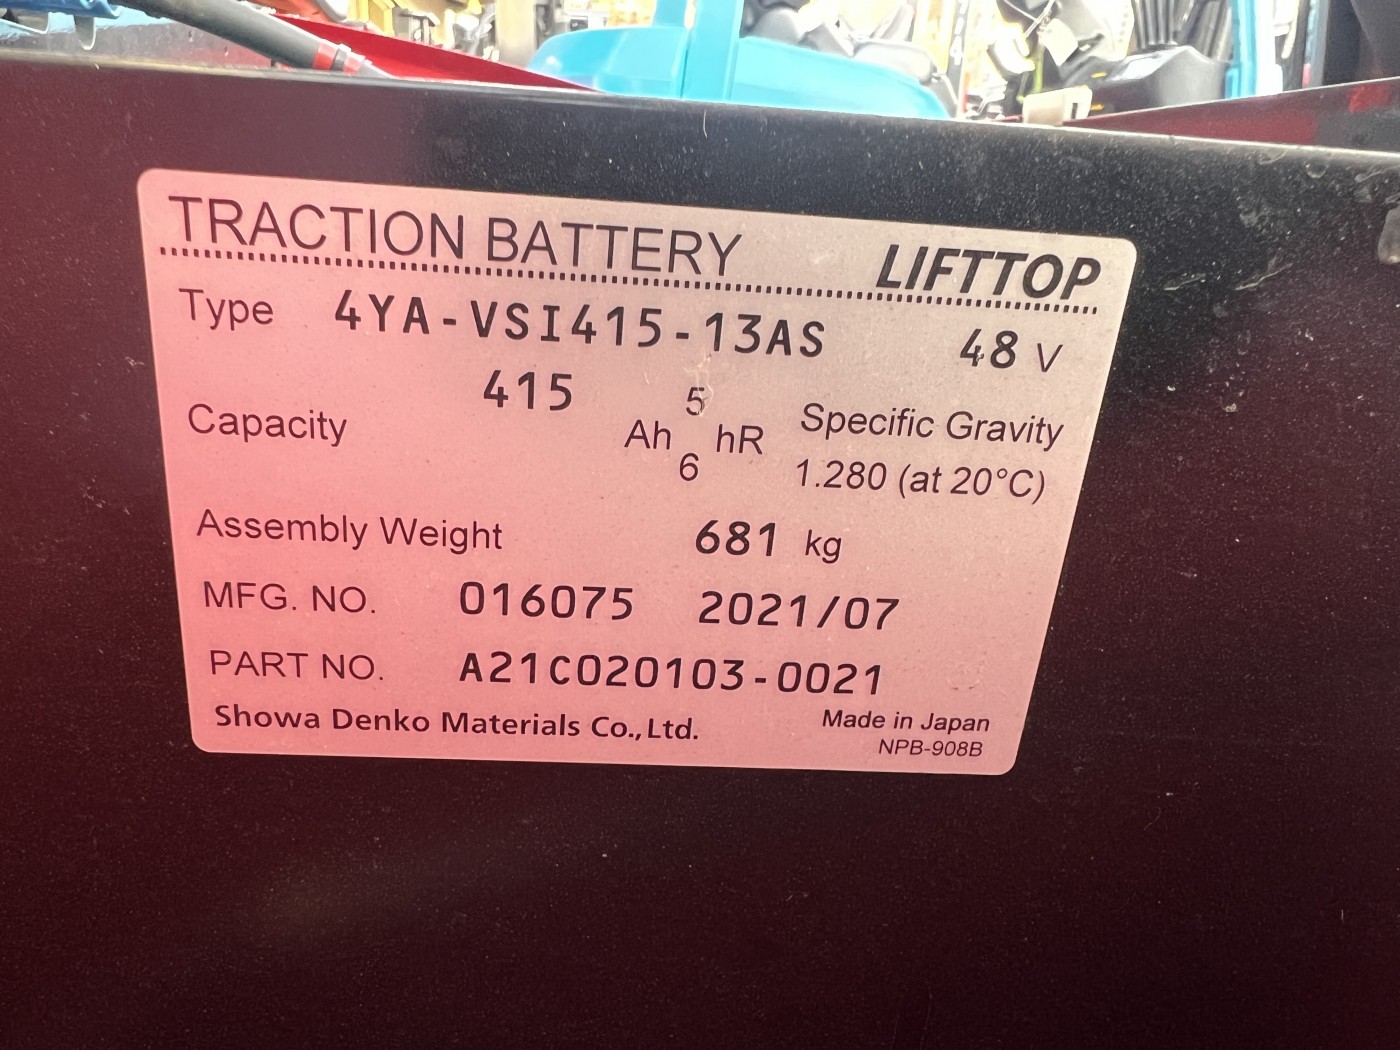 TRACTION BATTERY LIFTTOP
Type 4YA-VSI415-13AS 48 V
415 5
Capacity Ah hR Specific Gravity
6 1.280 (at 20°C)
Assembly Weight 681 kg
MFG. NO. 016075 2021/07
PART NO. A21C020103-0021
Showa Denko Materials Co., Ltd. Made in Japan
NPB-908B